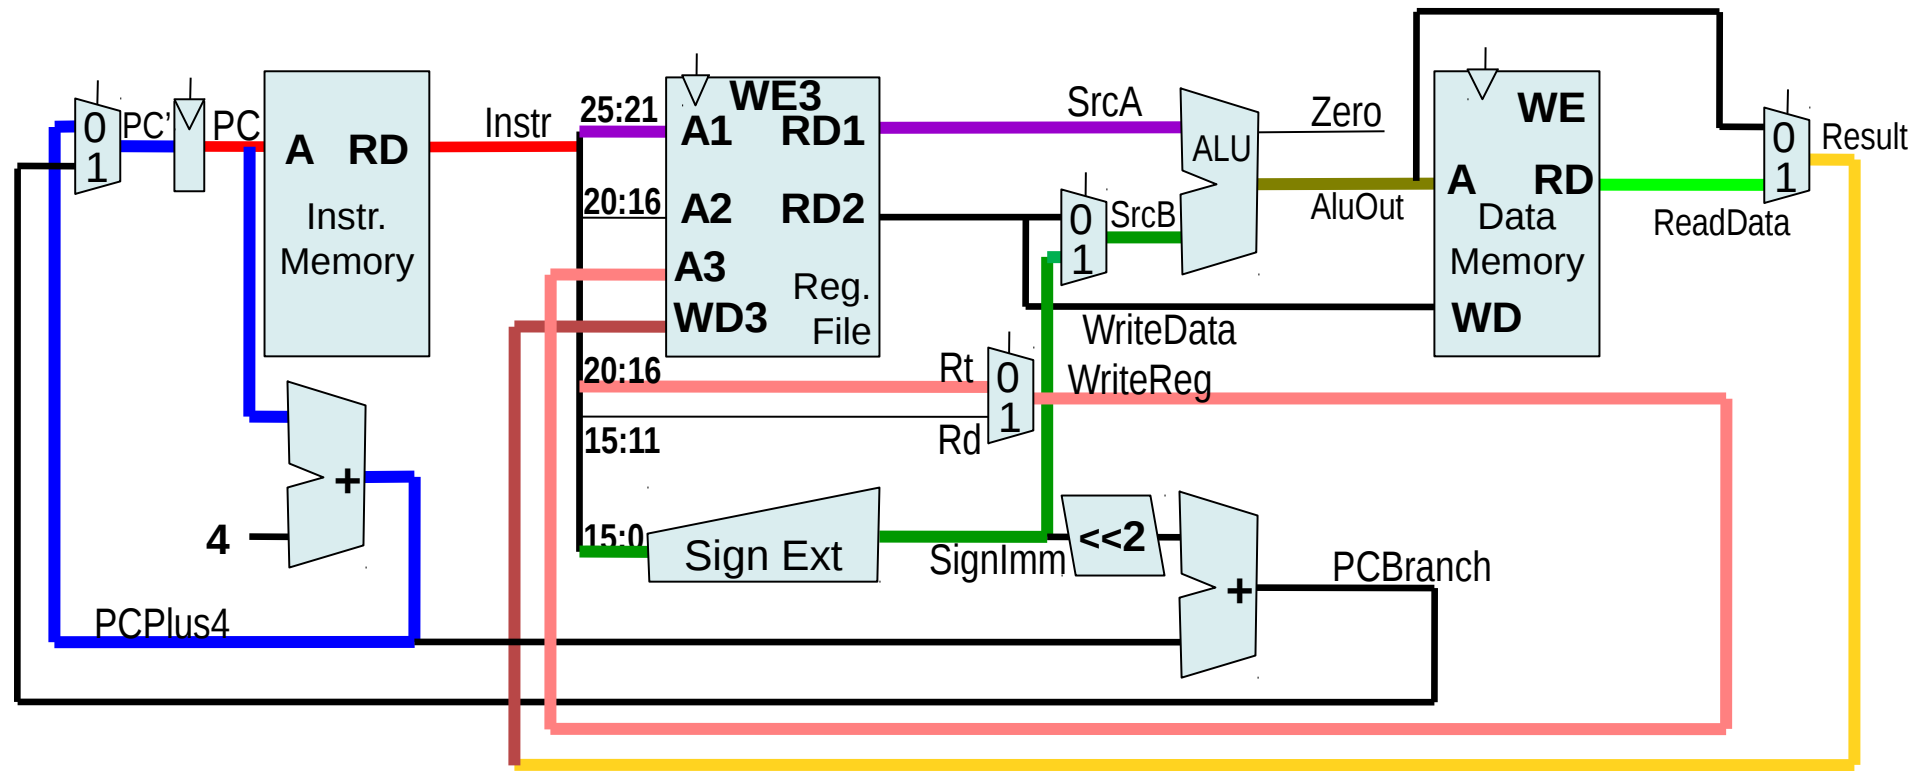 0
1
PC'
PC
A RD
Instr.
Memory
Instr
25:21
20:16
20:16
15:11
15:0
WE3
A1 RD1
A2 RD2
A3
WD3
Reg.
File
SrcA
0
1
SrcB
ALU
Zero
AluOut
WE
A RD
Data
Memory
WD
ReadData
0
1
Result
WriteData
Rt
Rd
0
1
WriteReg
+
4
PCPlus4
Sign Ext
SignImm
<<2
+
PCBranch